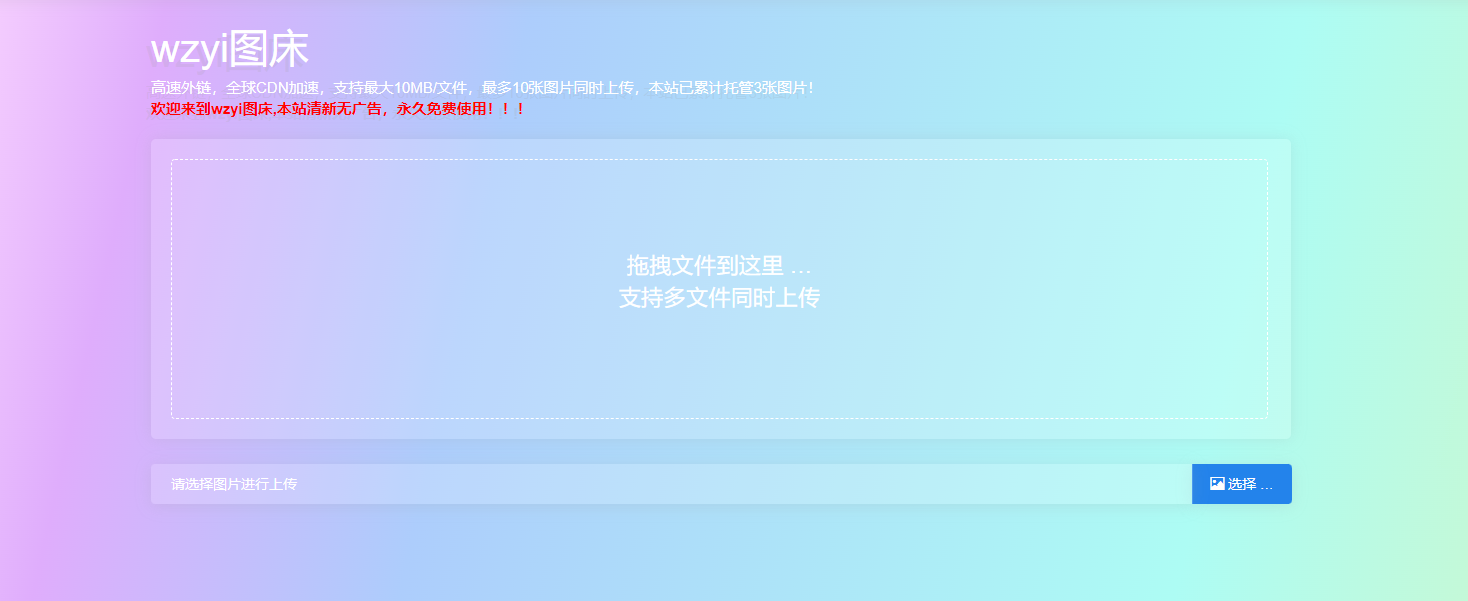 wzyi图床
高速外链，全球CDN加速，支持最大10MB/文件，最多10张图片同时上传，本站已累计托管3张图片！
欢迎来到wzyi图床,本站清新无广告，永久免费使用！！！
拖拽文件到这里 …
支持多文件同时上传
请选择图片进行上传
选择 …